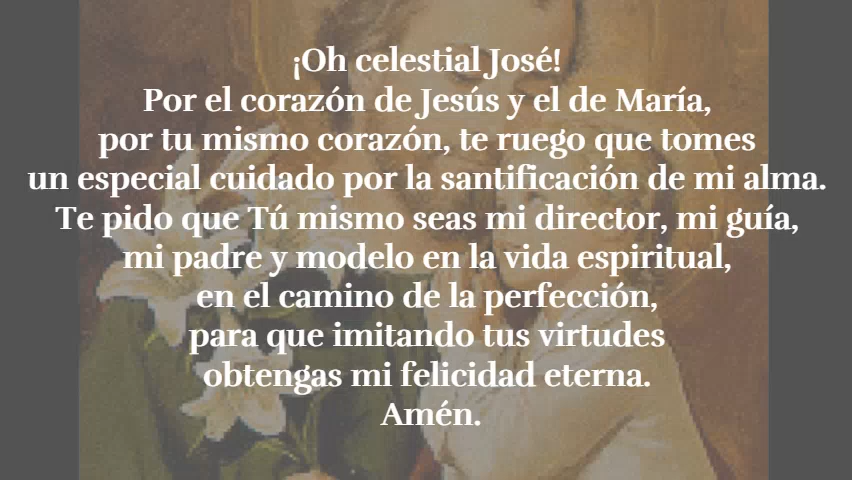 ¡Oh celestial José!
Por el corazón de Jesús y el de María,
por tu mismo corazón, te ruego que tomes
un especial cuidado por la santificación de mi alma.
Te pido que Tú mismo seas mi director, mi guía,
mi padre y modelo en la vida espiritual,
en el camino de la perfección,
para que imitando tus virtudes
obtengas mi felicidad eterna.
Amén.